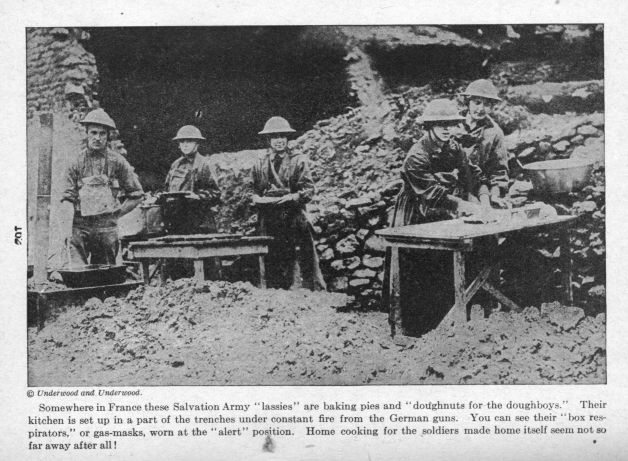 201
© Underwood and Underwood.
Somewhere in France these Salvation Army "lassies" are baking pies and "doughnuts for the doughboys." Their
kitchen is set up in a part of the trenches under constant fire from the German guns. You can see their "box res-
pirators," or gas-masks, worn at the "alert" position. Home cooking for the soldiers made home itself seem not so
far away after all!